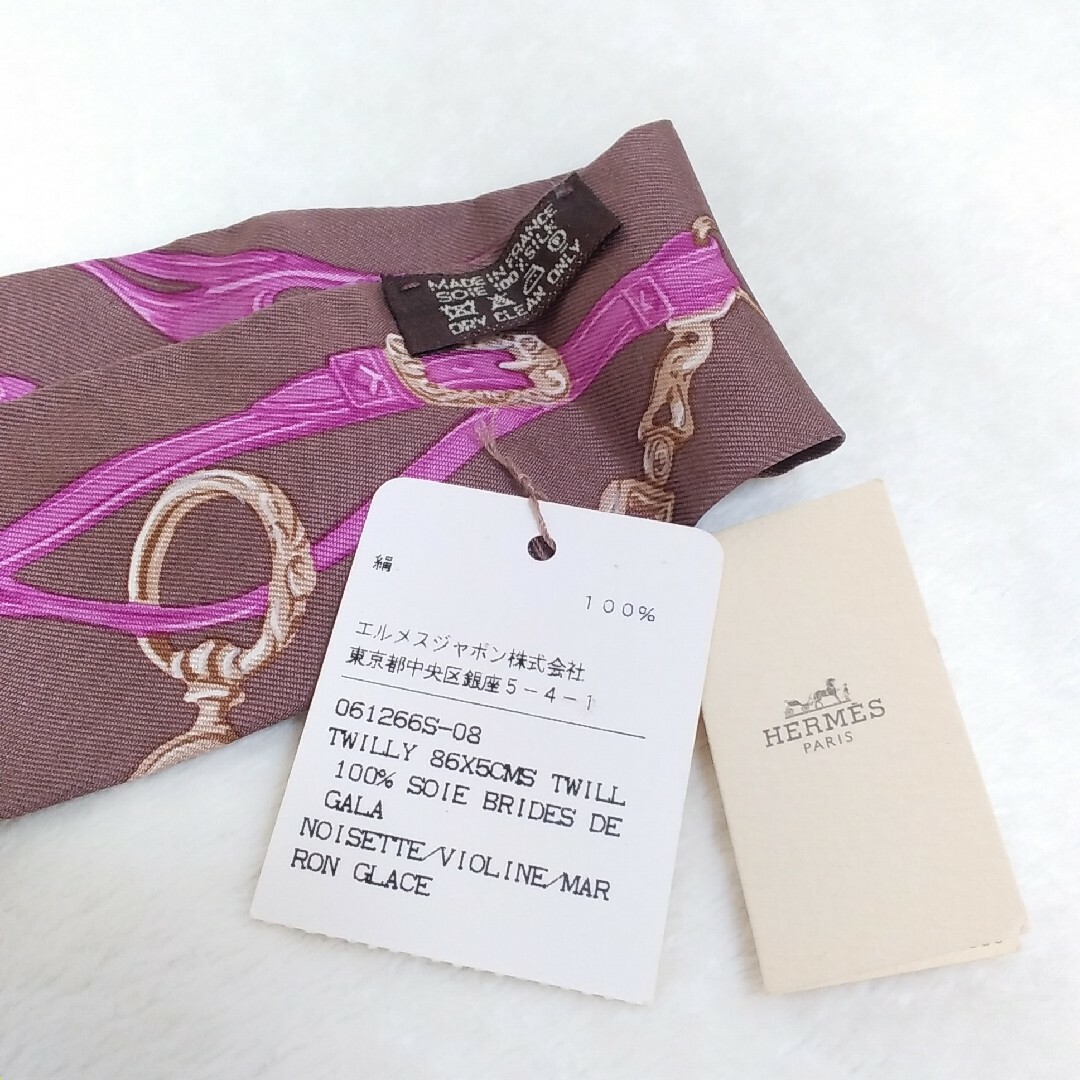 MADE IN FRANCE
SOIE 100% SILK
DRY CLEAN ONLY
絹
100%
エルメスジャポン株式会社
東京都中央区銀座5-4-1
061266S-08
TWILLY 86X5CMS TWILL
100% SOIE BRIDES DE
GALA
NOISETTE/VIOLINE/MAR
RON GLACE
HERMÈS
PARIS